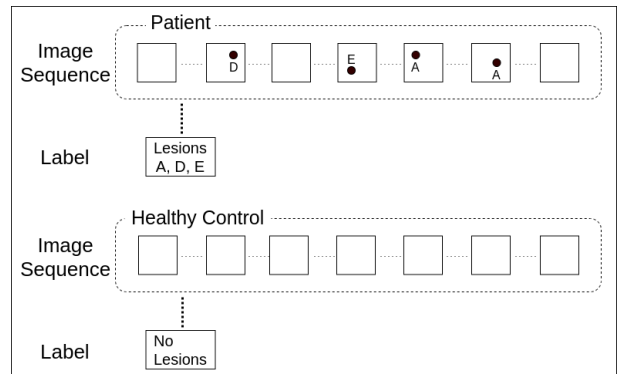 Patient
Image
Sequence
D
E
A
A
Label
Lesions
A, D, E
Healthy Control
Image
Sequence
Label
No
Lesions